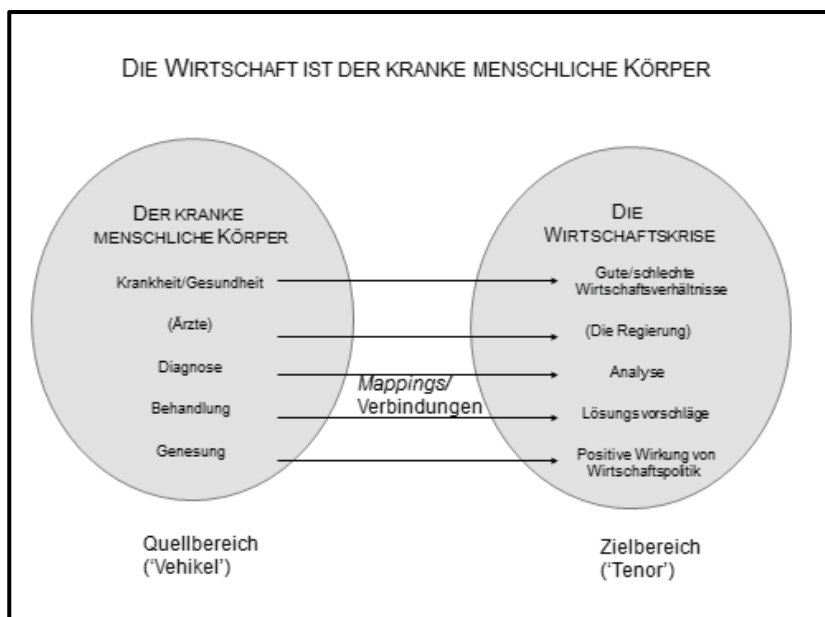 DIE WIRTSCHAFT IST DER KRANKE MENSCHLICHE KÖRPER
DER KRANKE
MENSCHLICHE KÖRPER
Krankheit/Gesundheit
(Ärzte)
Diagnose
Behandlung
Genesung
Mappings/
Verbindungen
DIE
WIRTSCHAFTSKRISE
Gute/schlechte
Wirtschaftsverhältnisse
(Die Regierung)
Analyse
Lösungsvorschläge
Positive Wirkung von
Wirtschaftspolitik
Quellbereich
('Vehikel')
Zielbereich
('Tenor')